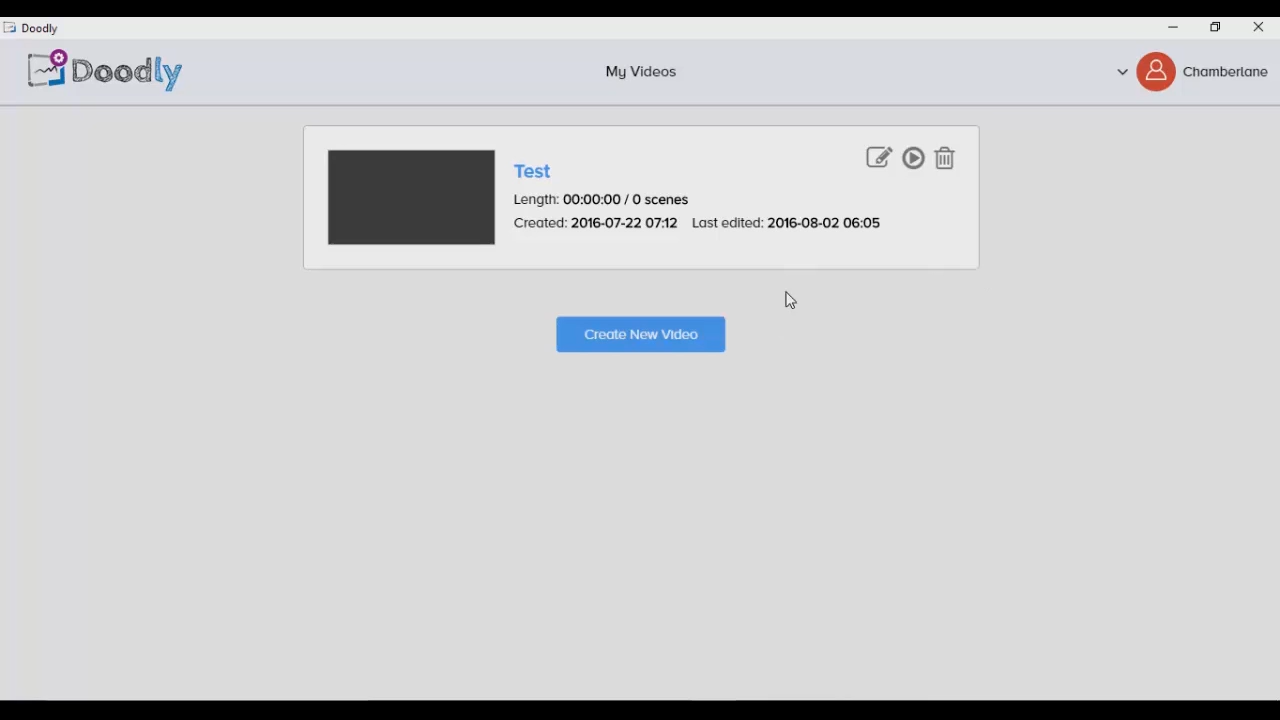 Doodly
Doodly
My Videos
Chamberlane
Test
Length: 00:00:00 / 0 scenes
Created: 2016-07-22 07:12 Last edited: 2016-08-02 06:05
Create New Video